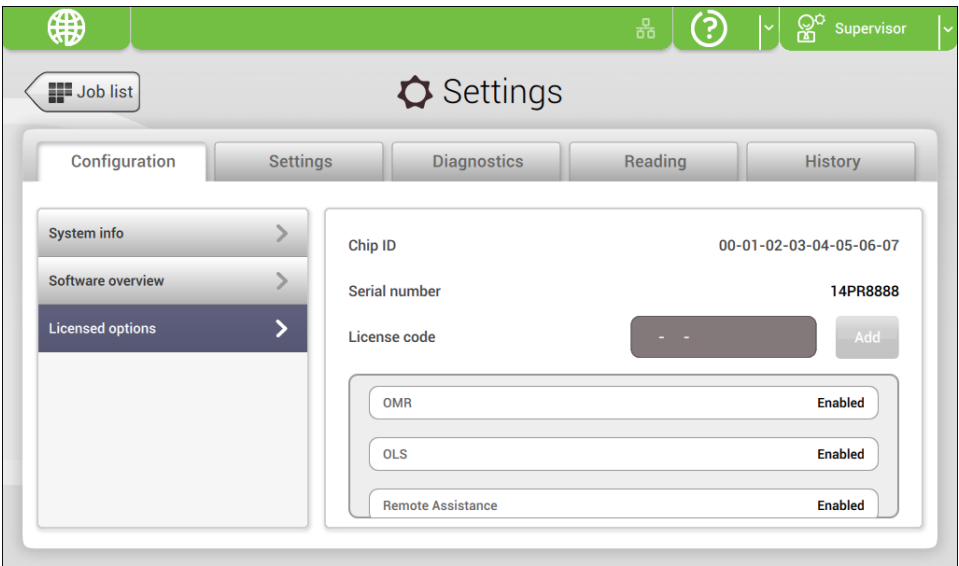 Supervisor
Job list
Settings
Configuration
Settings
Diagnostics
Reading
History
System info
Software overview
Licensed options
Chip ID
00-01-02-03-04-05-06-07
Serial number
14PR8888
License code
- -
Add
OMR
Enabled
OLS
Enabled
Remote Assistance
Enabled